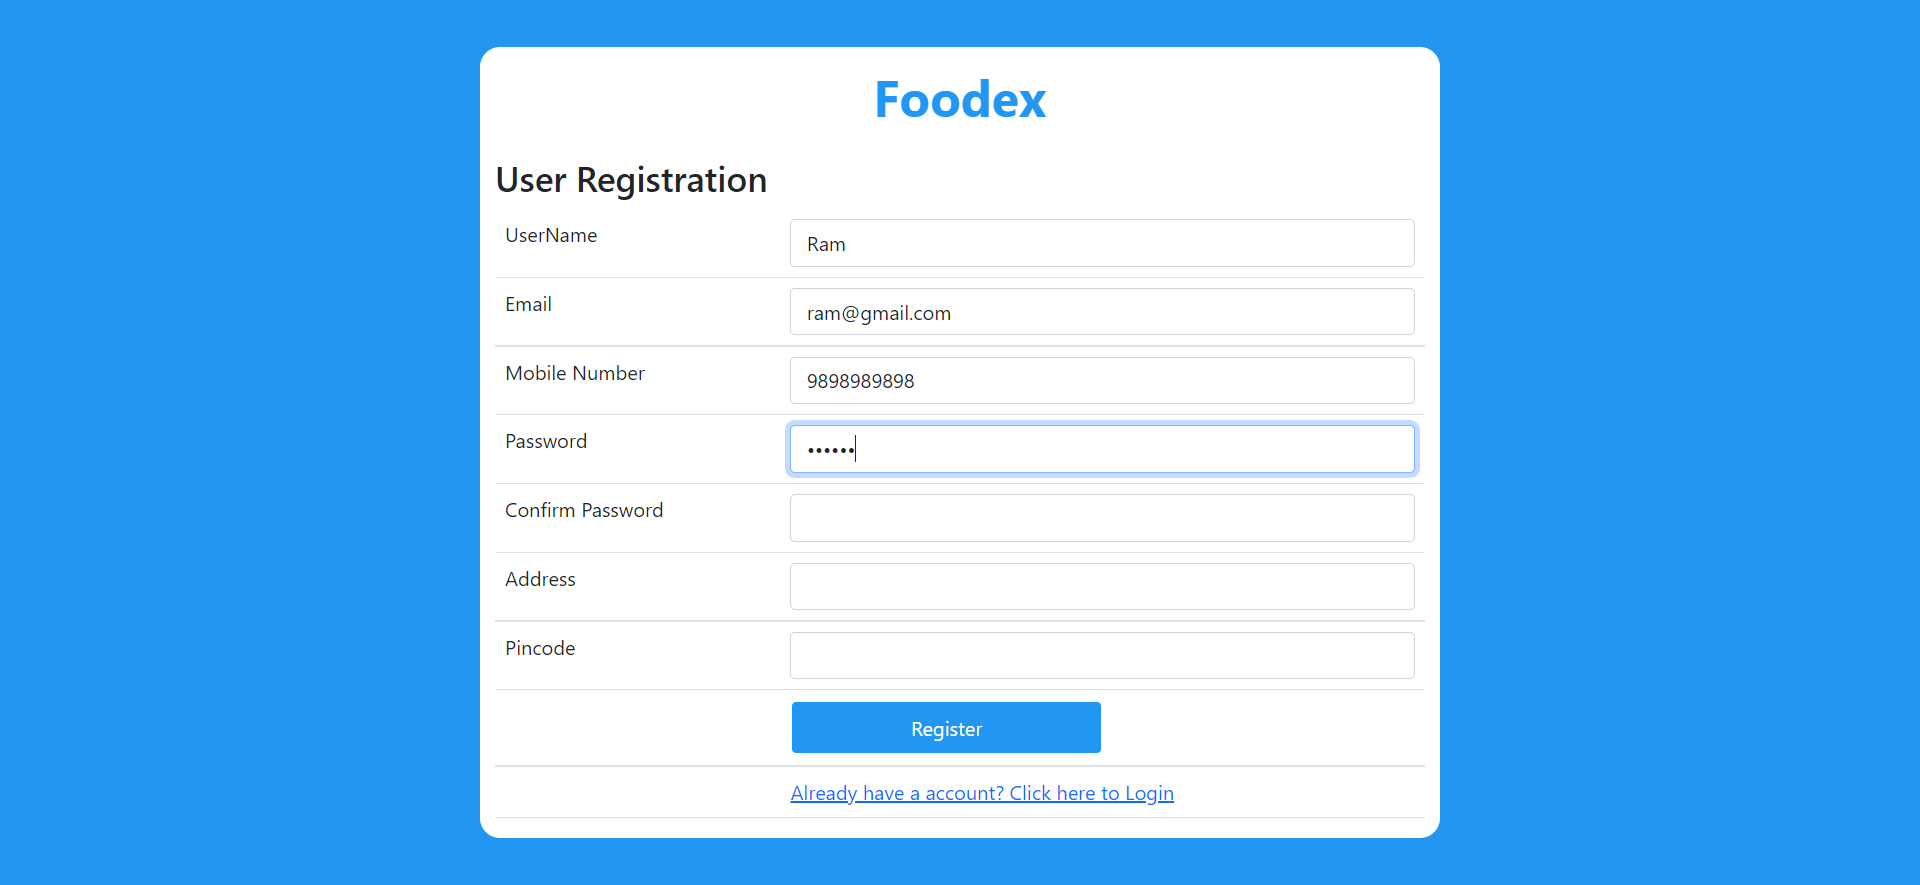 Foodex
User Registration
UserName
Ram
Email
ram@gmail.com
Mobile Number
9898989898
Password
••••••
Confirm Password
Address
Pincode
Register
Already have a account? Click here to Login